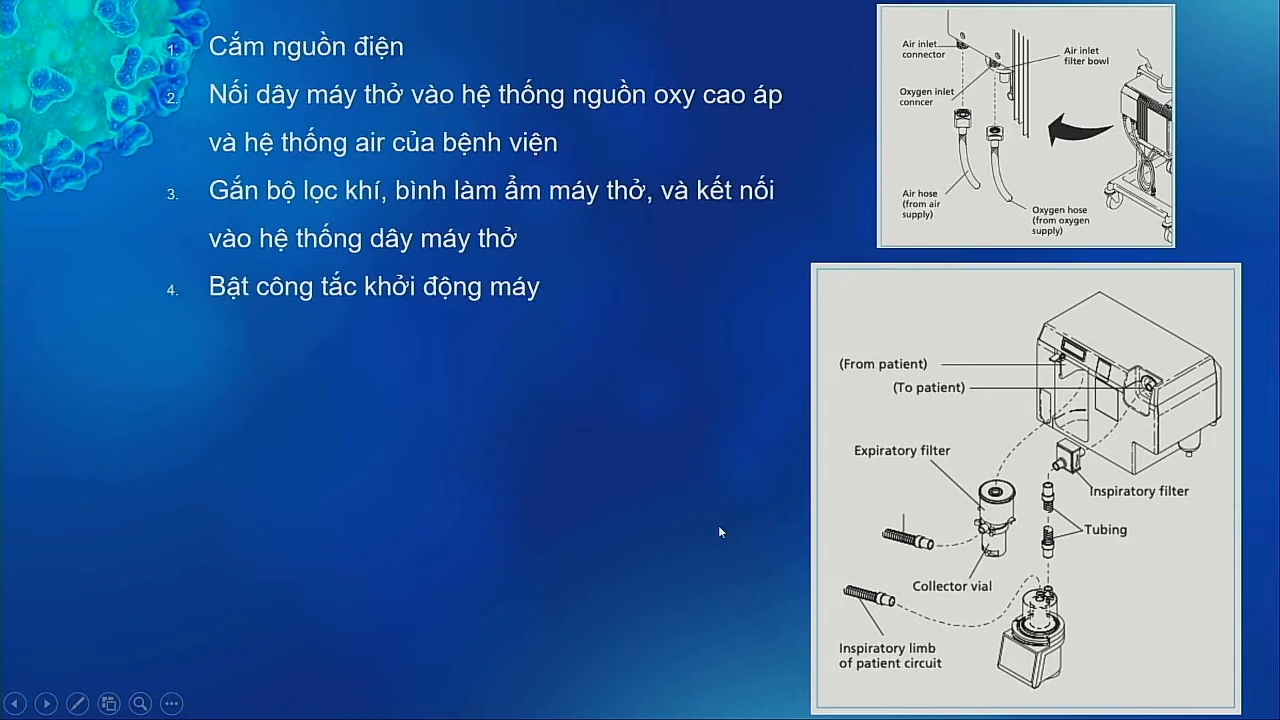 1. Cắm nguồn điện
2. Nối dây máy thở vào hệ thống nguồn oxy cao áp
và hệ thống air của bệnh viện
3. Gắn bộ lọc khí, bình làm ẩm máy thở, và kết nối
vào hệ thống dây máy thở
4. Bật công tắc khởi động máy
Air inlet
connector
Air inlet
filter bowl
Oxygen inlet
conncer
Air hose
(from air
supply)
Oxygen hose
(from oxygen
supply)
(From patient)
(To patient)
Expiratory filter
Inspiratory filter
Tubing
Collector vial
Inspiratory limb
of patient circuit